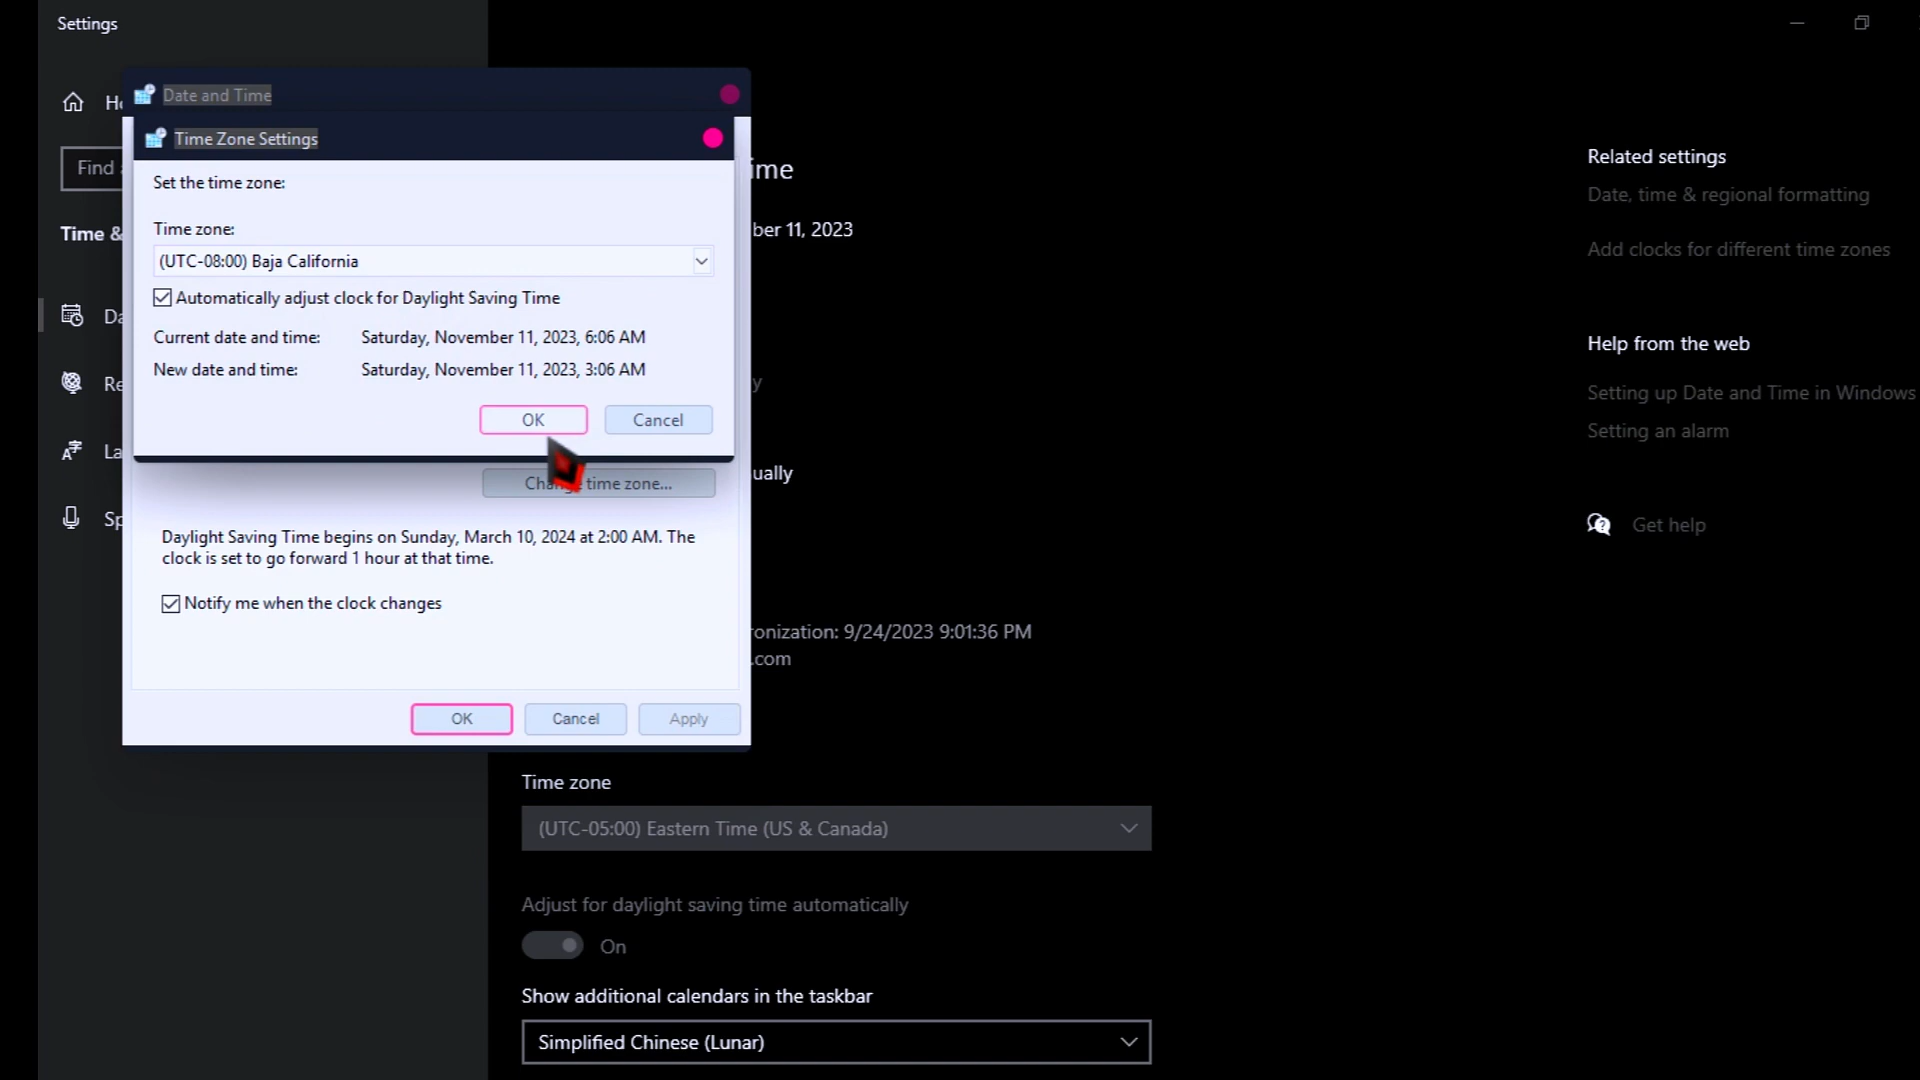 Settings
Date and Time
Time Zone Settings
Set the time zone:
Time zone:
(UTC-08:00) Baja California
Automatically adjust clock for Daylight Saving Time
Current date and time: Saturday, November 11, 2023, 6:06 AM
New date and time: Saturday, November 11, 2023, 3:06 AM
OK Cancel
time zone...
Daylight Saving Time begins on Sunday, March 10, 2024 at 2:00 AM. The
clock is set to go forward 1 hour at that time.
Notify me when the clock changes
OK Cancel Apply
Find
Time &
ime
ber 11, 2023
ually
ronization: 9/24/2023 9:01:36 PM
.com
Time zone
(UTC-05:00) Eastern Time (US & Canada)
Adjust for daylight saving time automatically
On
Show additional calendars in the taskbar
Simplified Chinese (Lunar)
Related settings
Date, time & regional formatting
Add clocks for different time zones
Help from the web
Setting up Date and Time in Windows
Setting an alarm
Get help